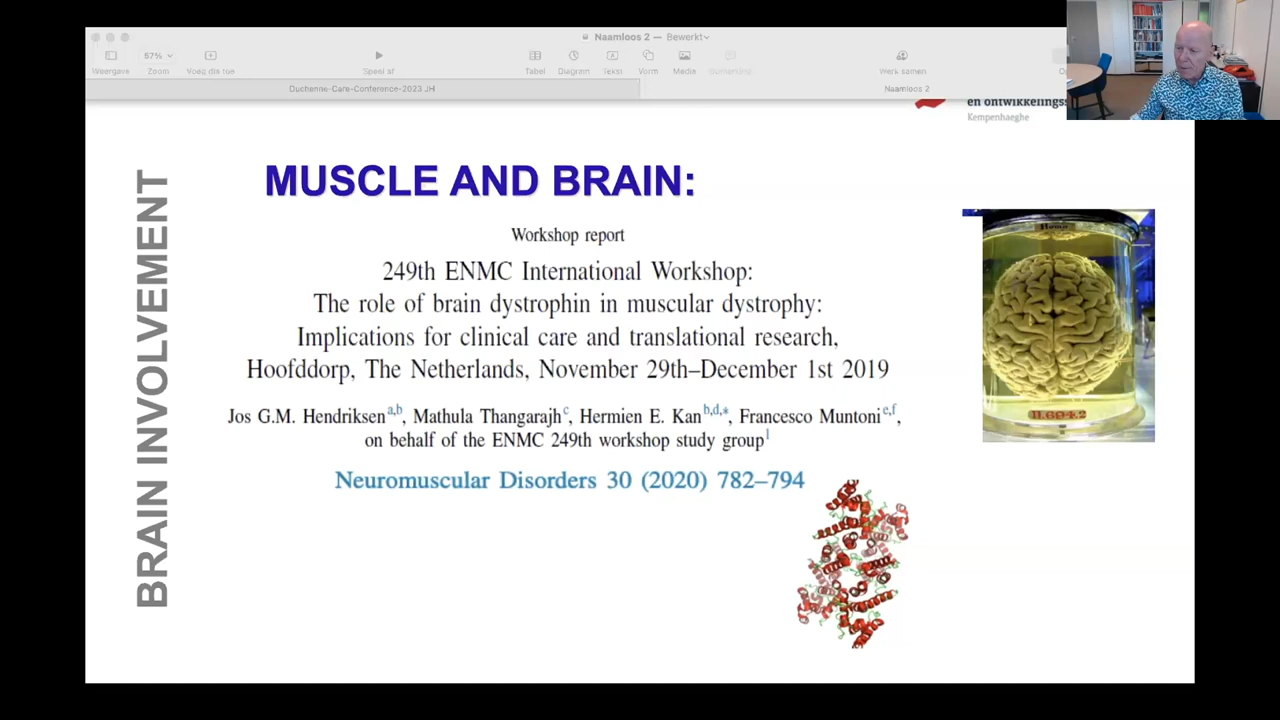 Naamloos 2 — Bewerkt
67%
Weergave Zoom Voeg dia toe Speel af Tabel Diagram Tekst Vorm Media Opmerking Werk samen
Duchenne-Care-Conference-2023 JH Naamloos 2
en ontwikkelingss
Kempenhaeghe
BRAIN INVOLVEMENT
MUSCLE AND BRAIN:
Workshop report
249th ENMC International Workshop:
The role of brain dystrophin in muscular dystrophy:
Implications for clinical care and translational research,
Hoofddorp, The Netherlands, November 29th–December 1st 2019
Jos G.M. Hendriksen a,b, Mathula Thangarajh c, Hermien E. Kan b,d,*, Francesco Muntoni e,f,
on behalf of the ENMC 249th workshop study group 1
Neuromuscular Disorders 30 (2020) 782–794